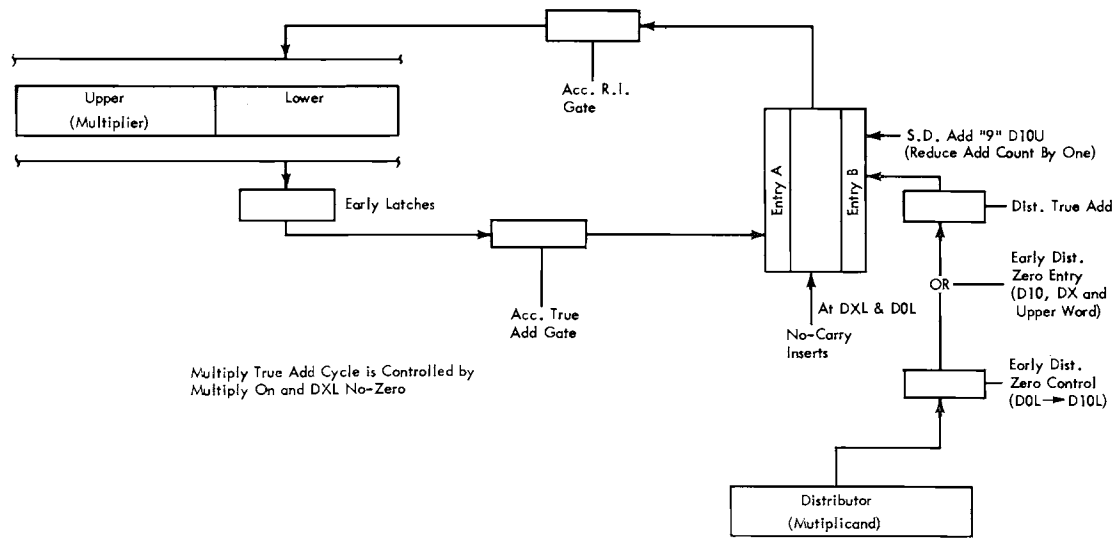 Acc. R.I.
Gate
Upper
(Multiplier)
Lower
Early Latches
Acc. True
Add Gate
Entry A
Entry B
S.D. Add "9" D10U
(Reduce Add Count By One)
Dist. True Add
Early Dist.
Zero Entry
(D10, DX and
Upper Word)
OR
At DXL & D0L
No-Carry
Inserts
Early Dist.
Zero Control
(D0L→D10L)
Multiply True Add Cycle is Controlled by
Multiply On and DXL No-Zero
Distributor
(Mutiplicand)